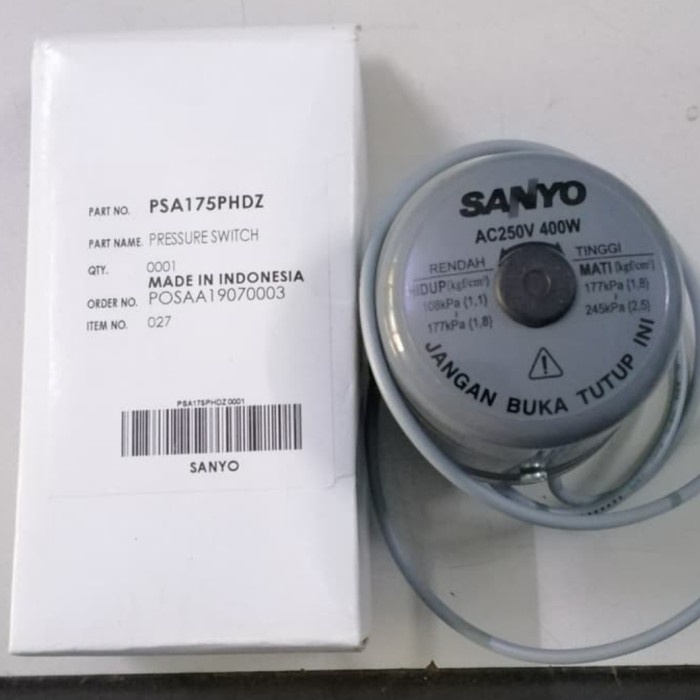 PART NO. PSA175PHDZ
PART NAME. PRESSURE SWITCH
QTY. 0001
MADE IN INDONESIA
ORDER NO. POSAA19070003
ITEM NO. 027
PSA175PHDZ0001
SANYO
SANYO
AC250V 400W
RENDAH TINGGI
HIDUP (kgf/cm²) MATI (kgf/cm²)
108kPa (1,1) 177kPa (1,8)
177kPa (1,8) 245kPa (2,5)
JANGAN BUKA TUTUP INI